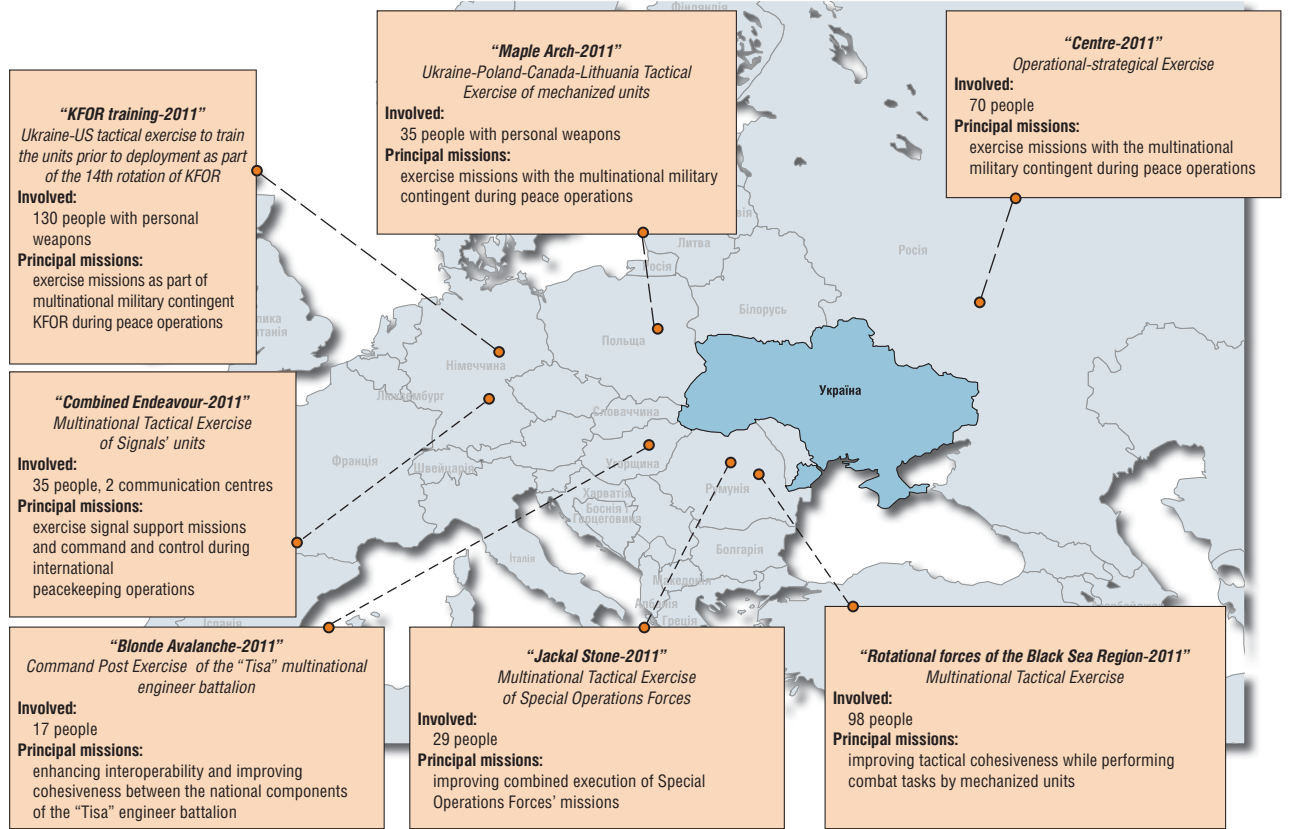 “KFOR training-2011”
Ukraine-US tactical exercise to train
the units prior to deployment as part
of the 14th rotation of KFOR
Involved:
130 people with personal
weapons
Principal missions:
exercise missions as part of
multinational military contingent
KFOR during peace operations
“Maple Arch-2011”
Ukraine-Poland-Canada-Lithuania Tactical
Exercise of mechanized units
Involved:
35 people with personal weapons
Principal missions:
exercise missions with the multinational military
contingent during peace operations
“Centre-2011”
Operational-strategical Exercise
Involved:
70 people
Principal missions:
exercise missions with the multinational
military contingent during peace operations
“Combined Endeavour-2011”
Multinational Tactical Exercise
of Signals’ units
Involved:
35 people, 2 communication centres
Principal missions:
exercise signal support missions
and command and control during
international
peacekeeping operations
“Blonde Avalanche-2011”
Command Post Exercise of the “Tisa” multinational
engineer battalion
Involved:
17 people
Principal missions:
enhancing interoperability and improving
cohesiveness between the national components
of the “Tisa” engineer battalion
“Jackal Stone-2011”
Multinational Tactical Exercise
of Special Operations Forces
Involved:
29 people
Principal missions:
improving combined execution of Special
Operations Forces’ missions
“Rotational forces of the Black Sea Region-2011”
Multinational Tactical Exercise
Involved:
98 people
Principal missions:
improving tactical cohesiveness while performing
combat tasks by mechanized units
Литва
Росія
Білорусь
Польща
Німеччина
Люксембург
Україна
Словаччина
Франція
Швейцарія
Угорщина
Румунія
Хорватія
Боснія і
Герцеговина
Італія
Болгарія
Македонія
Албанія
Греція
Іспанія